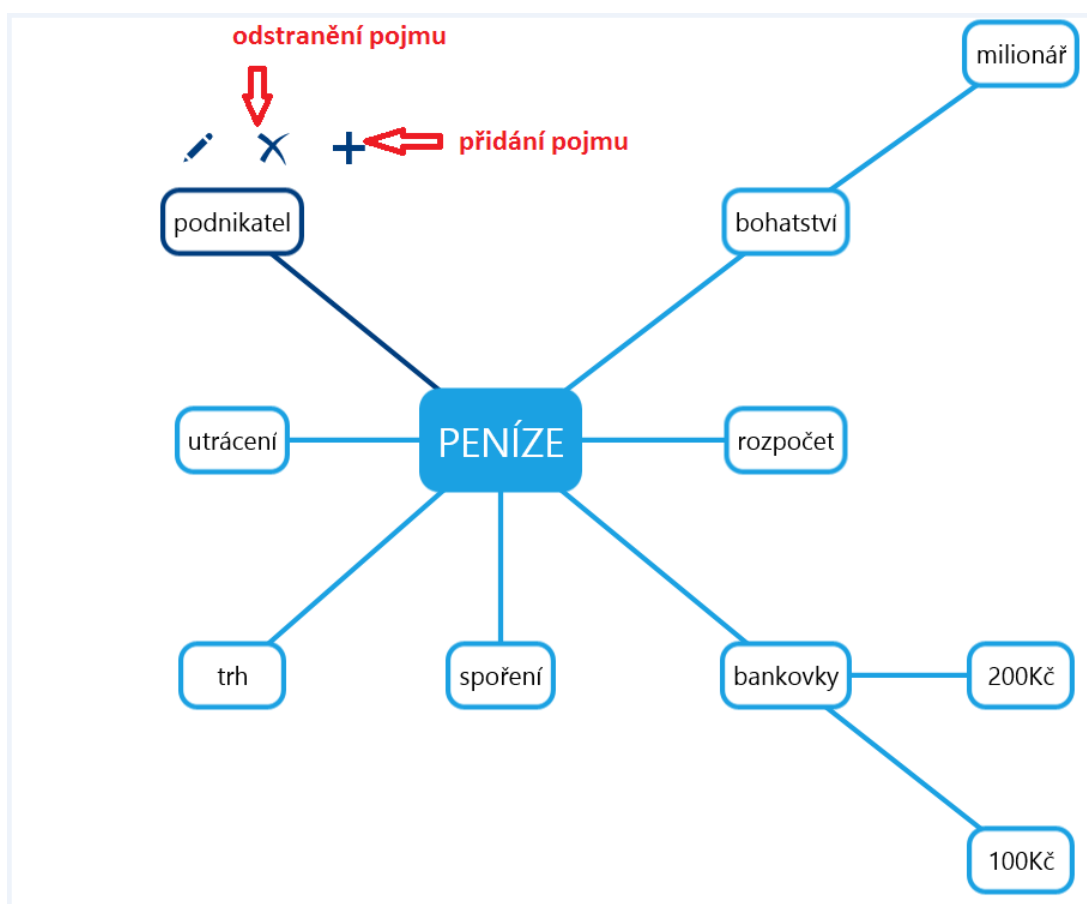 odstranění pojmu
milionář
přidání pojmu
podnikatel
bohatství
utrácení
PENÍZE
rozpočet
trh
spoření
bankovky
200Kč
100Kč